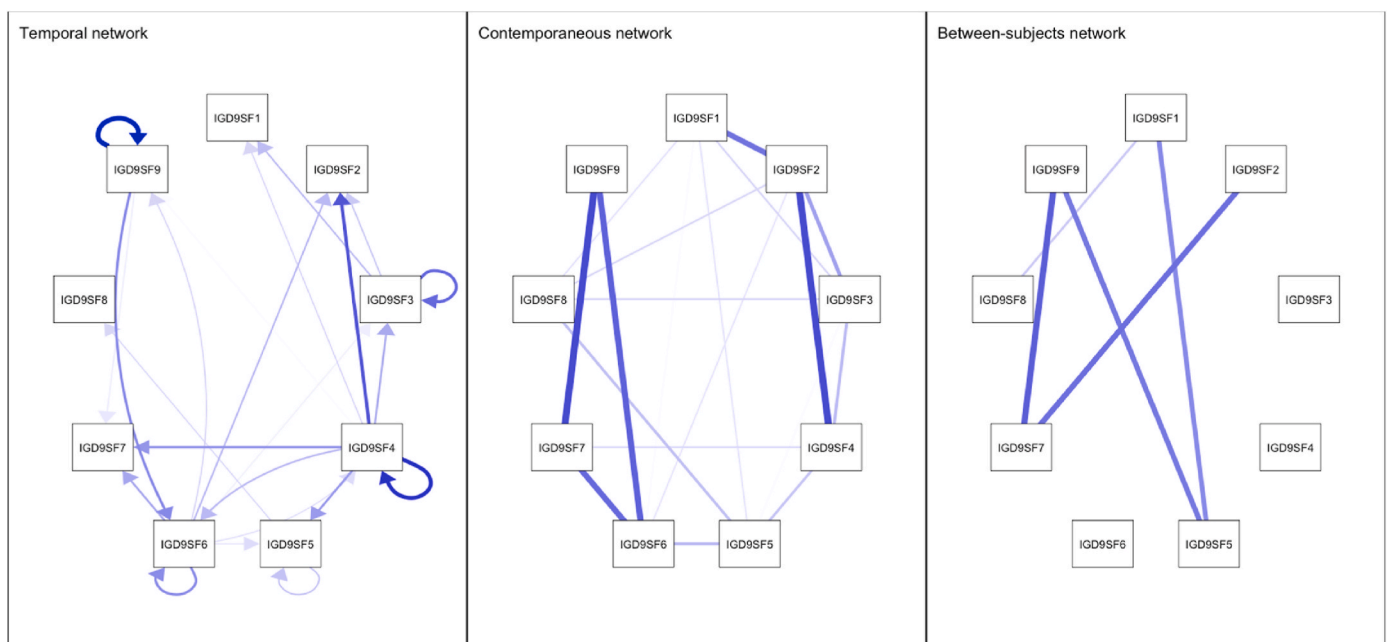 Temporal network
IGD9SF1
IGD9SF9
IGD9SF2
IGD9SF8
IGD9SF3
IGD9SF7
IGD9SF4
IGD9SF6
IGD9SF5
Contemporaneous network
IGD9SF1
IGD9SF9
IGD9SF2
IGD9SF8
IGD9SF3
IGD9SF7
IGD9SF4
IGD9SF6
IGD9SF5
Between-subjects network
IGD9SF1
IGD9SF9
IGD9SF2
IGD9SF8
IGD9SF3
IGD9SF7
IGD9SF4
IGD9SF6
IGD9SF5